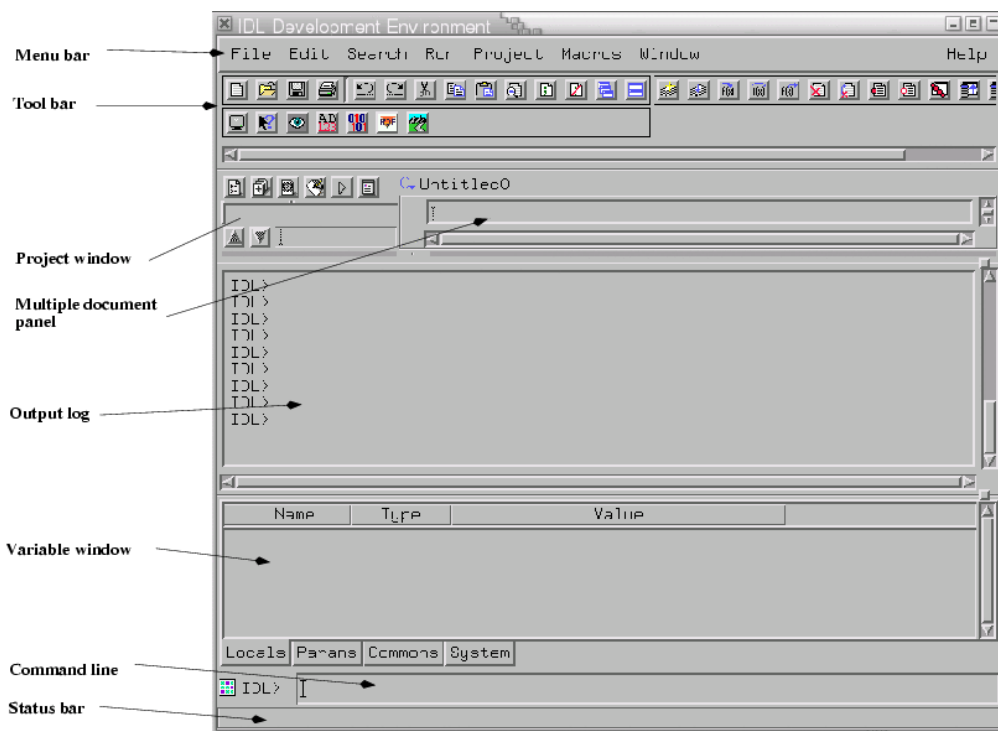 IDL Development Environment
Menu bar
File Edit Search Run Project Macros Window Help
Tool bar
Untitled0
Project window
Multiple document
panel
IDL>
IDL>
IDL>
IDL>
IDL>
IDL>
IDL>
IDL>
IDL>
Output log
Name Type Value
Variable window
Locals Params Commons System
Command line
IDL>
Status bar